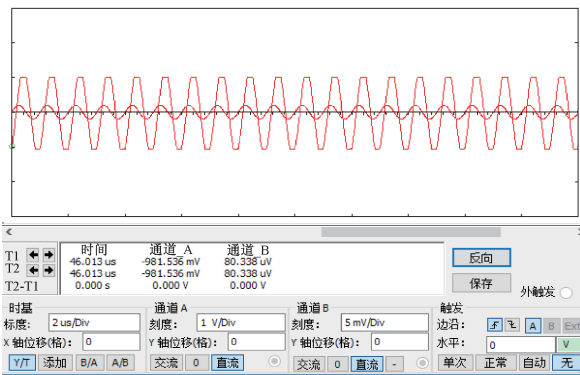 时间 通道_A 通道_B
T1 46.013 us -981.536 mV 80.338 uV
T2 46.013 us -981.536 mV 80.338 uV
T2-T1 0.000 s 0.000 V 0.000 V
反向
保存
外触发
时基 通道 A 通道 B 触发
标度: 2 us/Div 刻度: 1 V/Div 刻度: 5 mV/Div 边沿: A B Ext
X 轴位移(格): 0 Y 轴位移(格): 0 Y 轴位移(格): 0 水平: 0 V
Y/T 添加 B/A A/B 交流 0 直流 交流 0 直流 - 单次 正常 自动 无